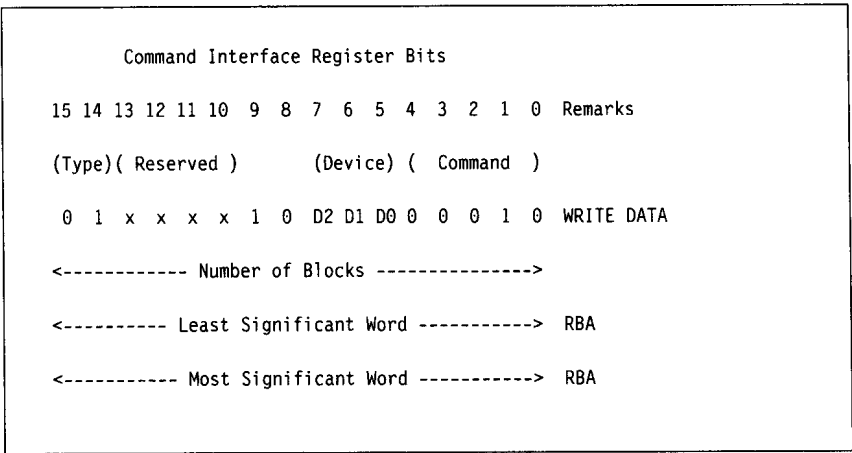 Command Interface Register Bits
15 14 13 12 11 10 9 8 7 6 5 4 3 2 1 0 Remarks
(Type)( Reserved ) (Device) ( Command )
0 1 x x x x 1 0 D2 D1 D0 0 0 0 1 0 WRITE DATA
<------------ Number of Blocks --------------->
<---------- Least Significant Word -----------> RBA
<----------- Most Significant Word -----------> RBA